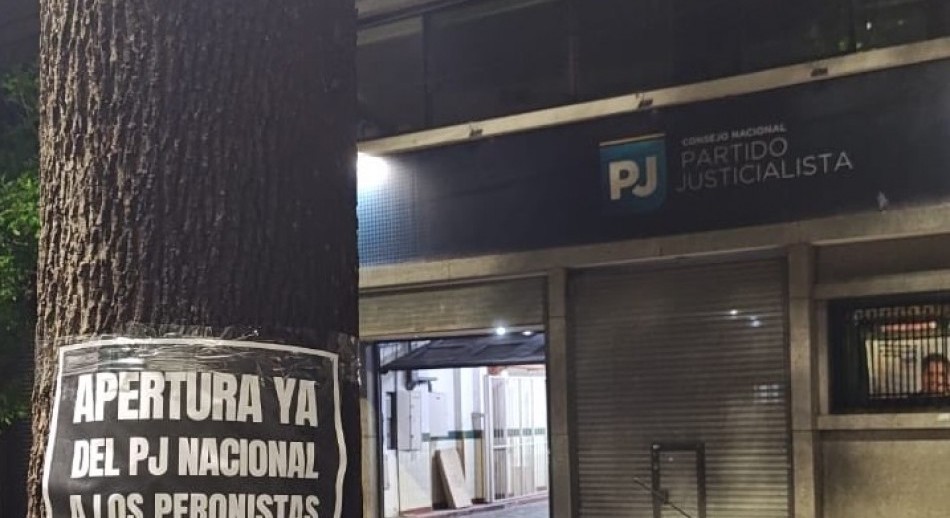 PJ
CONSEJO NACIONAL
PARTIDO
JUSTICIALISTA
APERTURA YA
DEL PJ NACIONAL
A LOS PERONISTAS